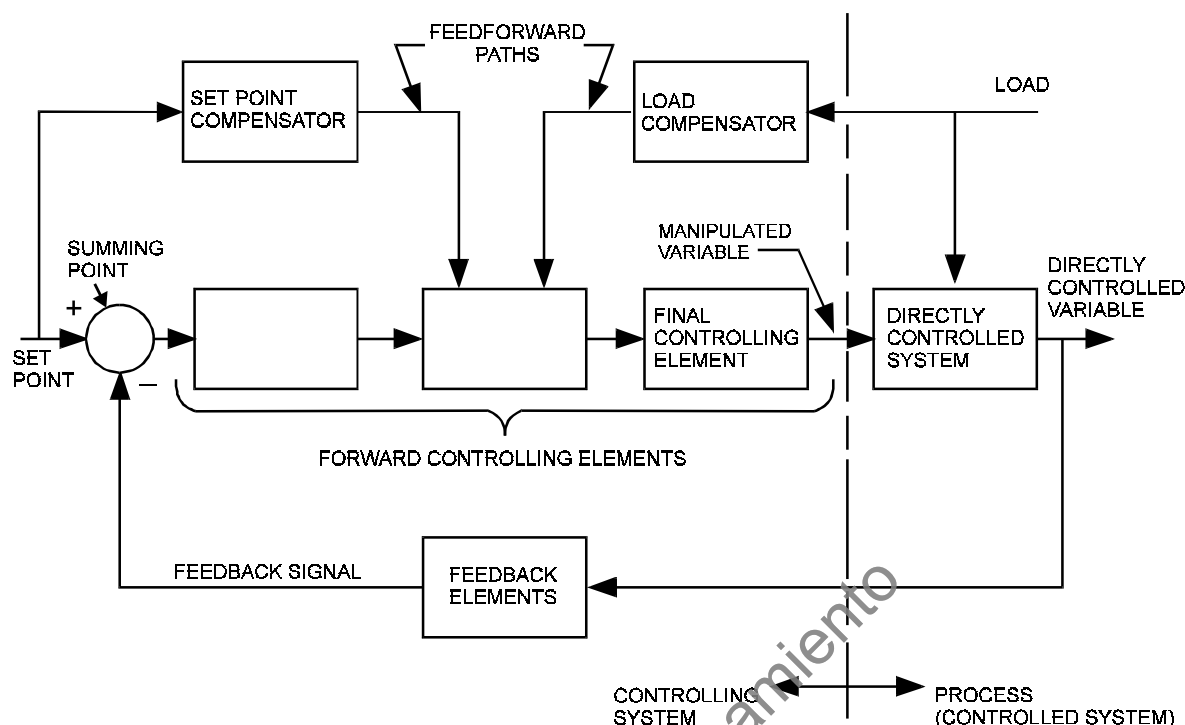 FEEDFORWARD
PATHS
SET POINT
COMPENSATOR
LOAD
COMPENSATOR
LOAD
SUMMING
POINT
+
MANIPULATED
VARIABLE
DIRECTLY
CONTROLLED
VARIABLE
SET
POINT
−
FINAL
CONTROLLING
ELEMENT
DIRECTLY
CONTROLLED
SYSTEM
FORWARD CONTROLLING ELEMENTS
FEEDBACK SIGNAL
FEEDBACK
ELEMENTS
CONTROLLING
SYSTEM
PROCESS
(CONTROLLED SYSTEM)